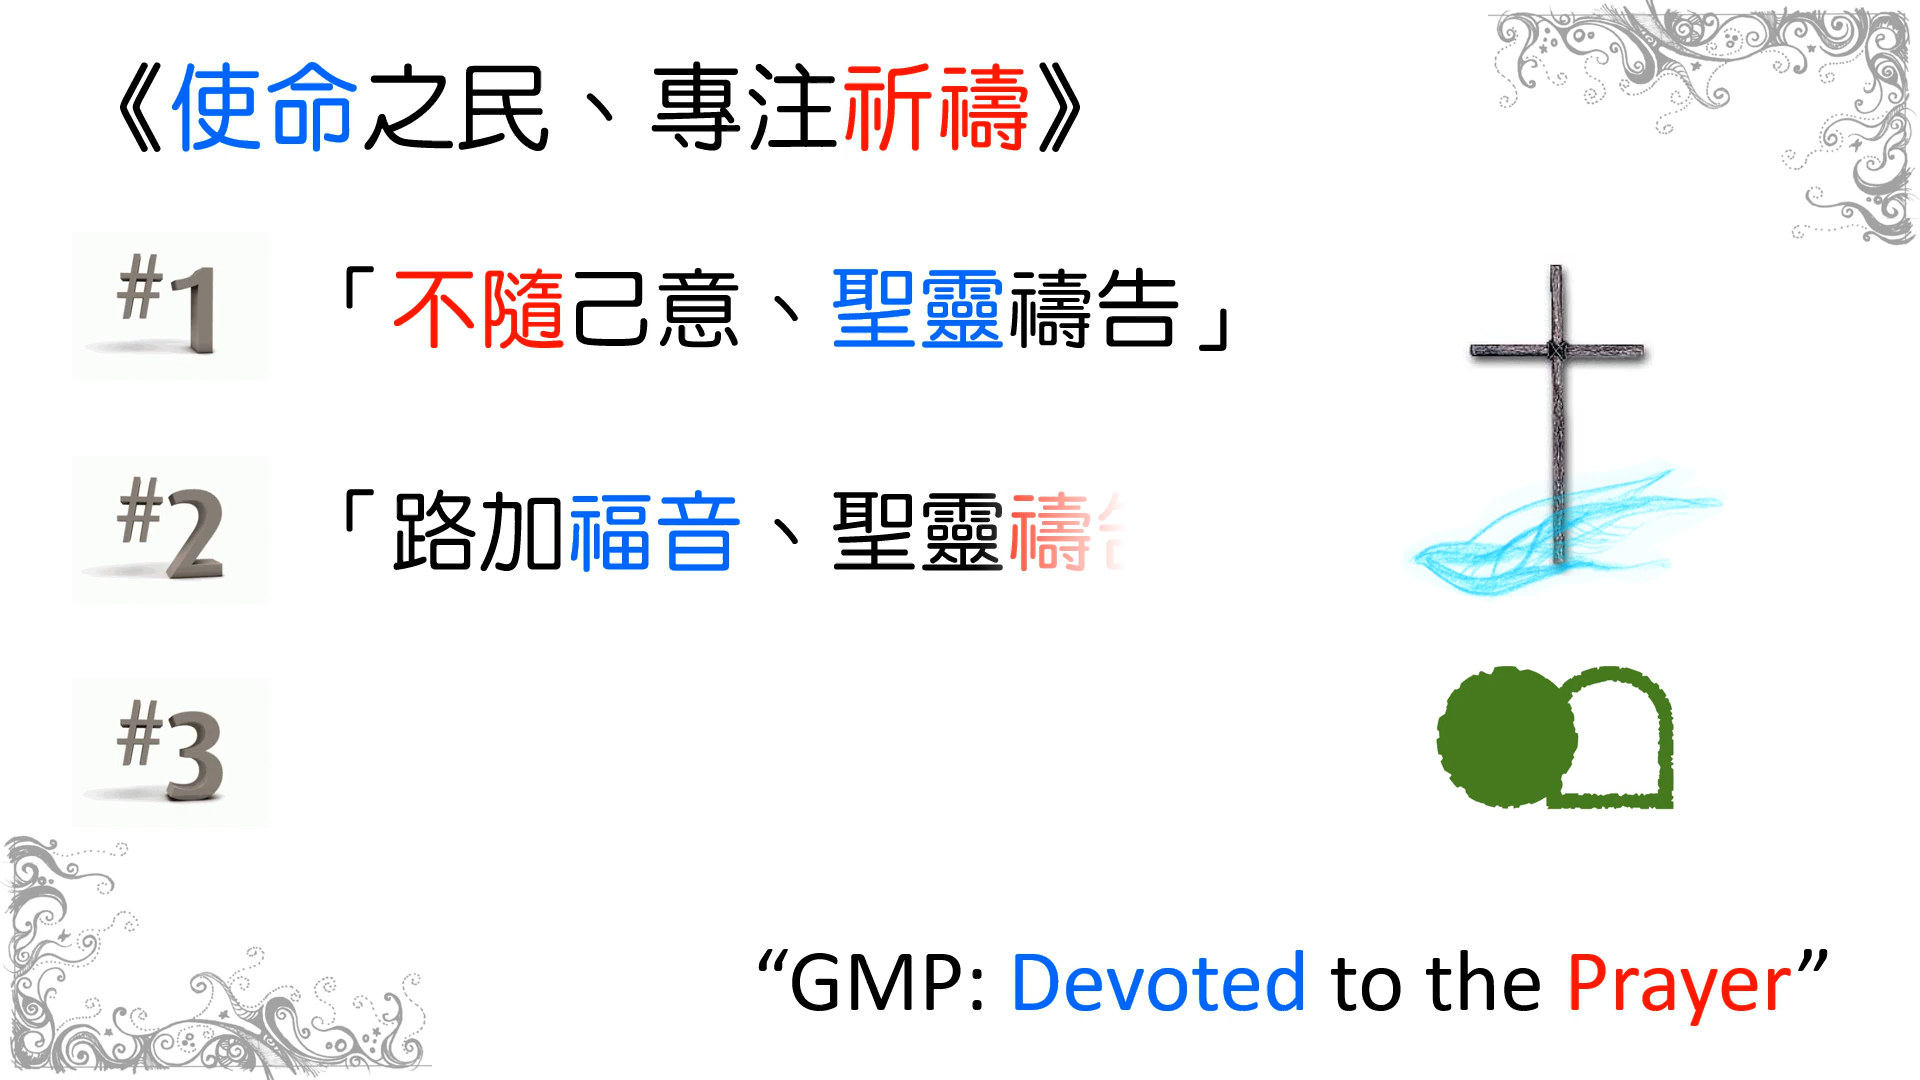 《使命之民、專注祈禱》
#1 「不隨己意、聖靈禱告」
#2 「路加福音、聖靈禱
#3
“GMP: Devoted to the Prayer”